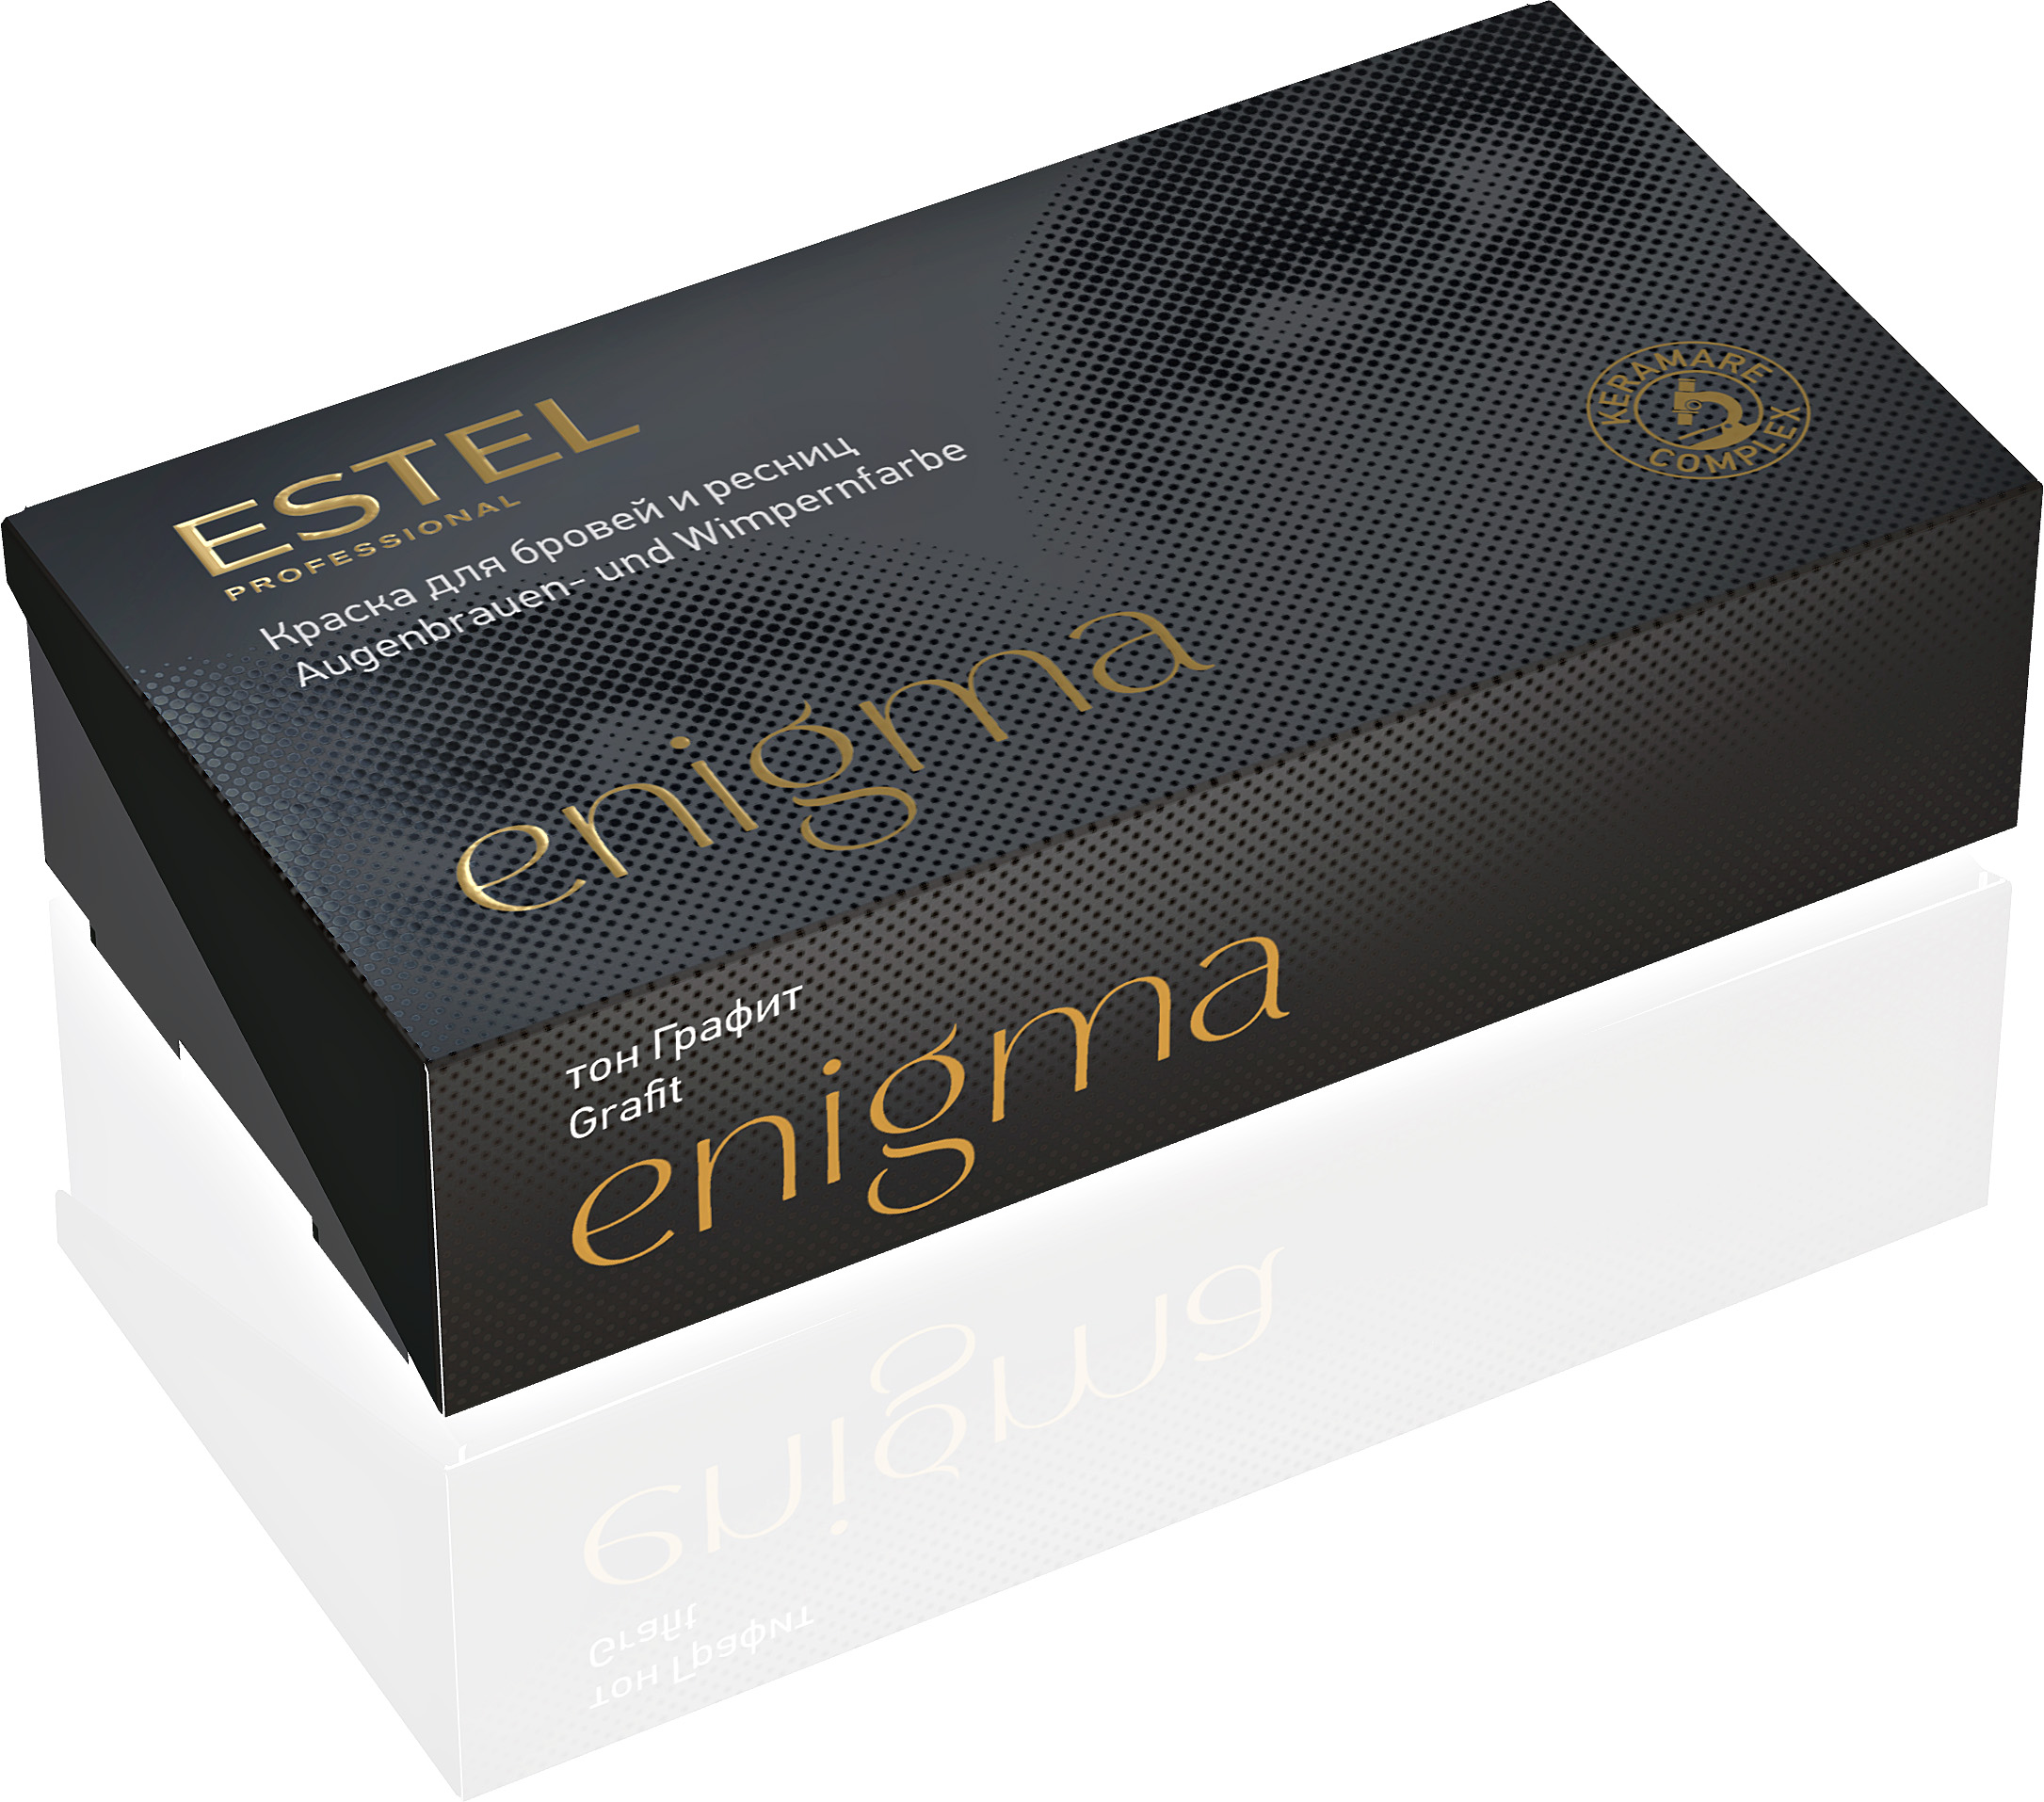 ESTEL
PROFESSIONAL
Краска для бровей и ресниц
Augenbrauen- und Wimpernfarbe
enigma
KERAMARE
COMPLEX
тон Графит
Grafit
enigma